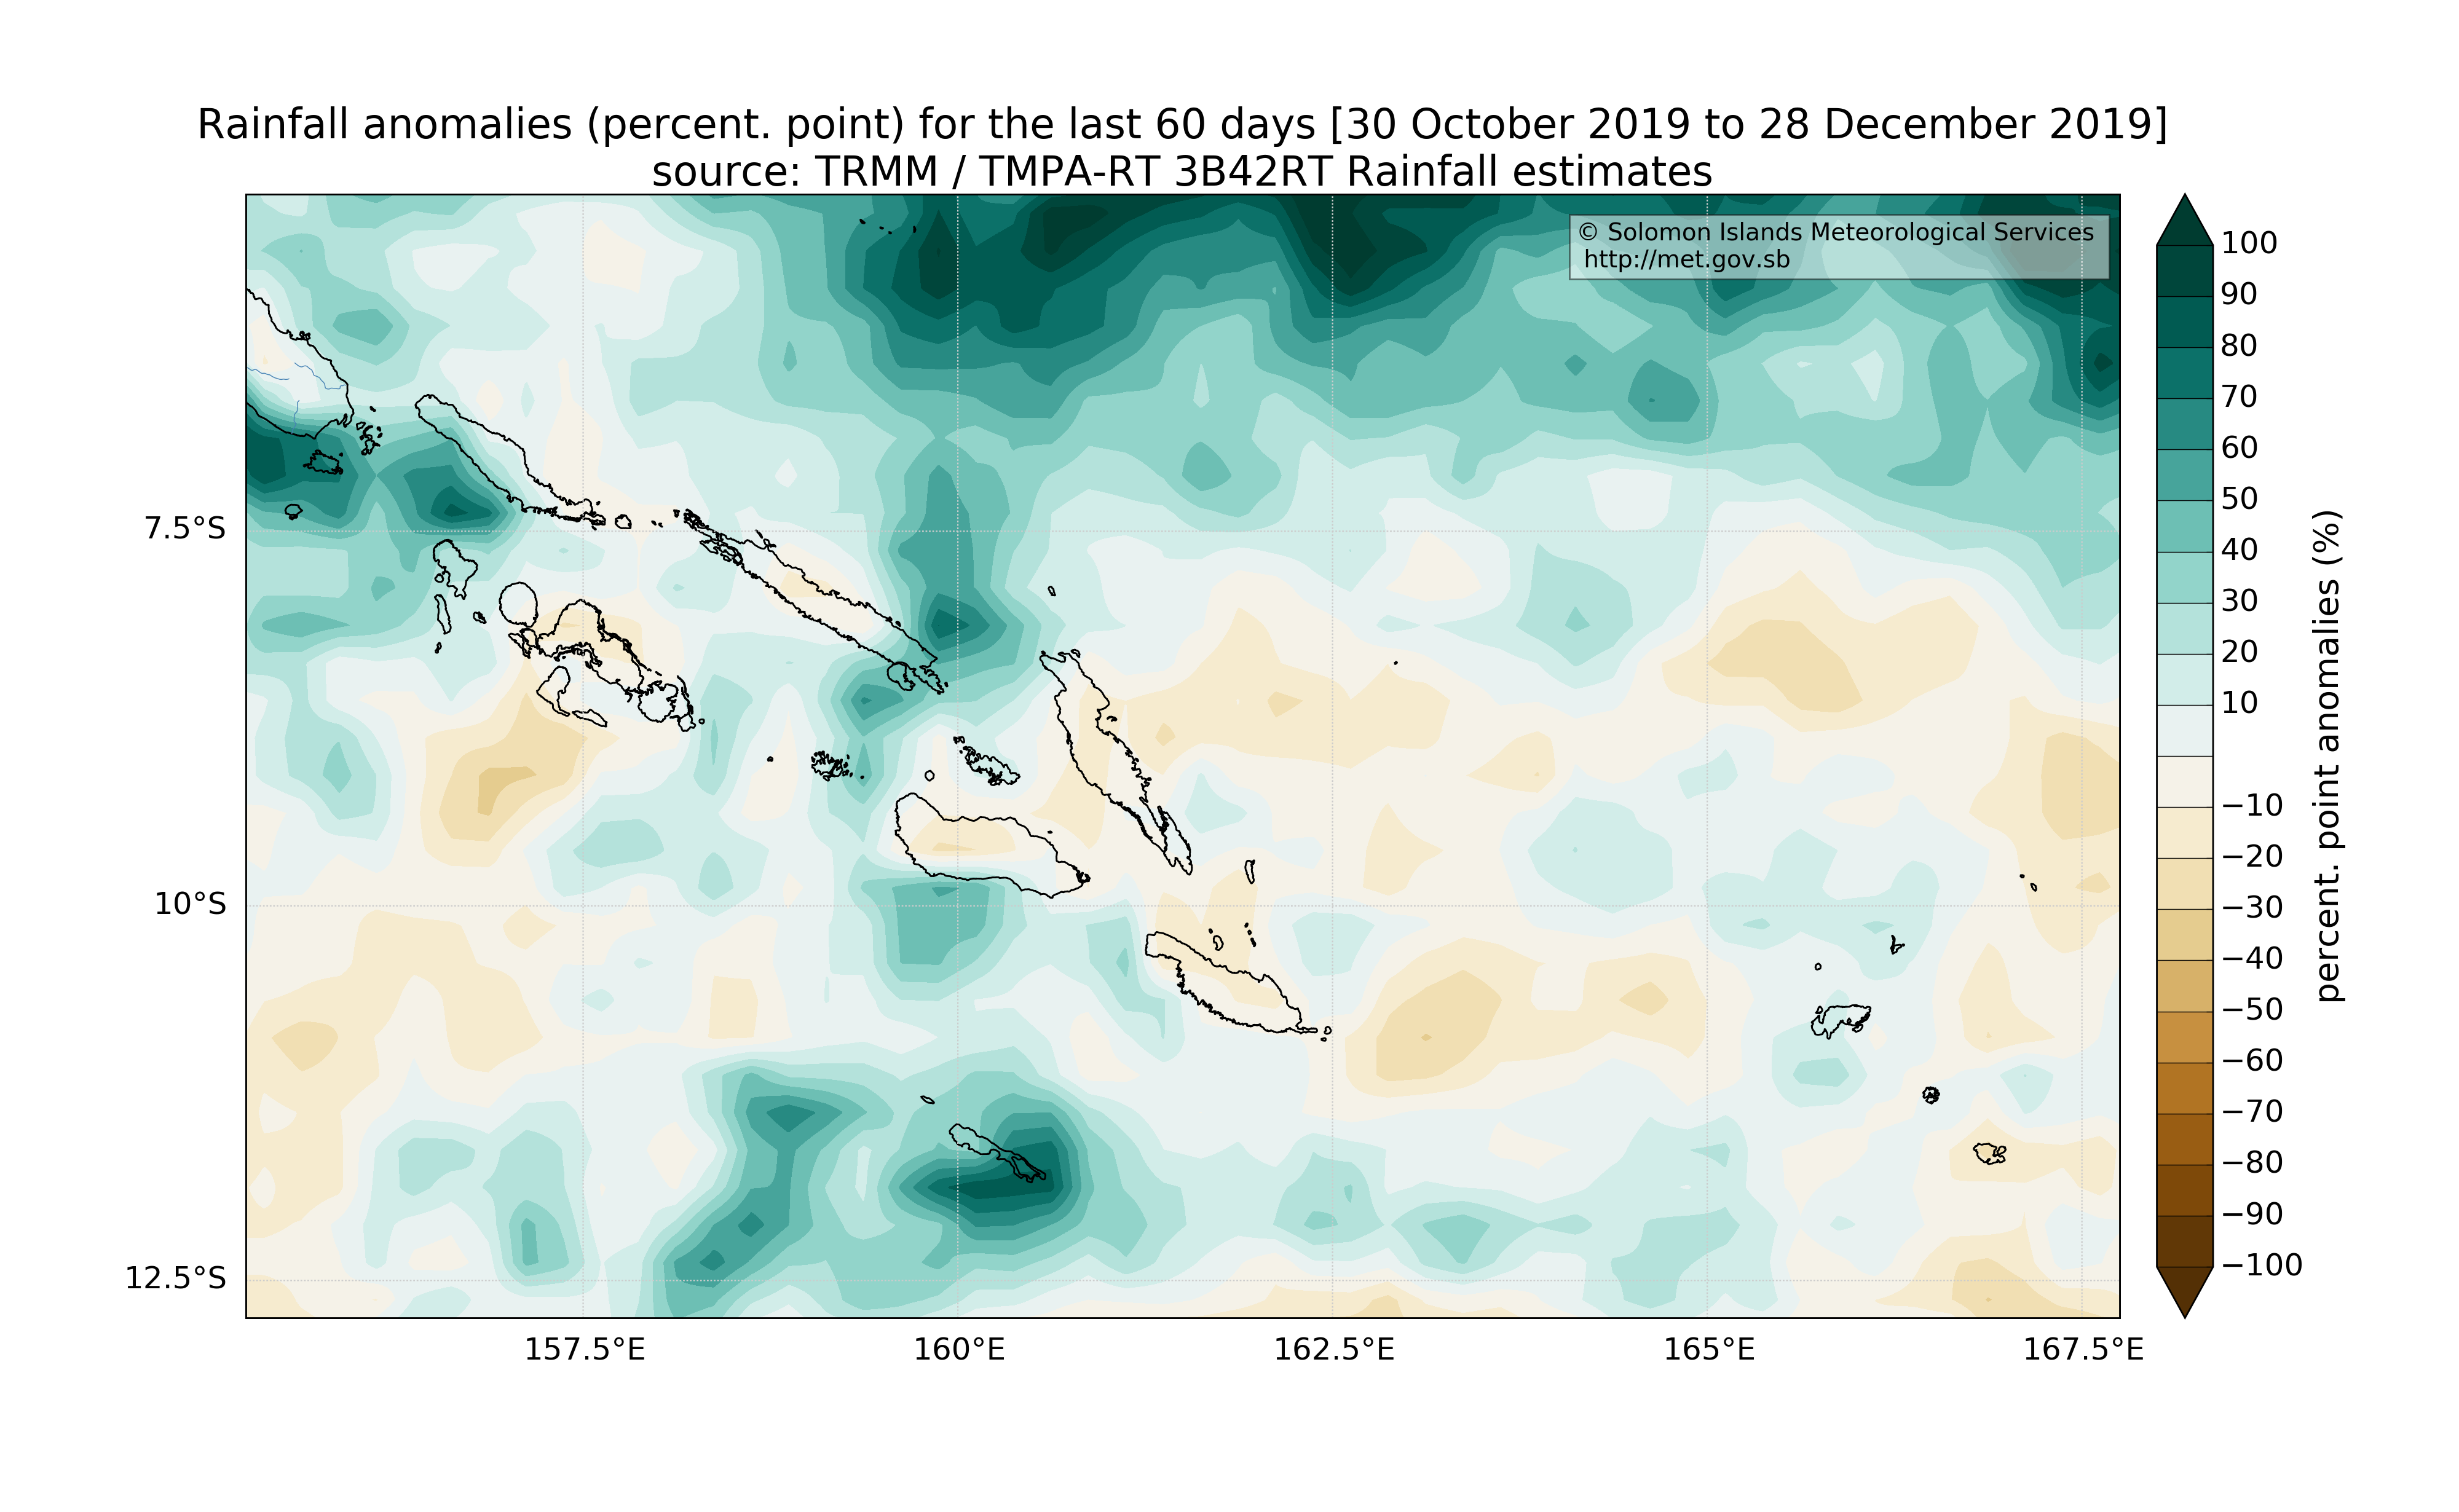 Rainfall anomalies (percent. point) for the last 60 days [30 October 2019 to 28 December 2019]
source: TRMM / TMPA-RT 3B42RT Rainfall estimates
© Solomon Islands Meteorological Services
http://met.gov.sb
7.5°S
10°S
12.5°S
157.5°E
160°E
162.5°E
165°E
167.5°E
100
90
80
70
60
50
40
30
20
10
−10
−20
−30
−40
−50
−60
−70
−80
−90
−100
percent. point anomalies (%)